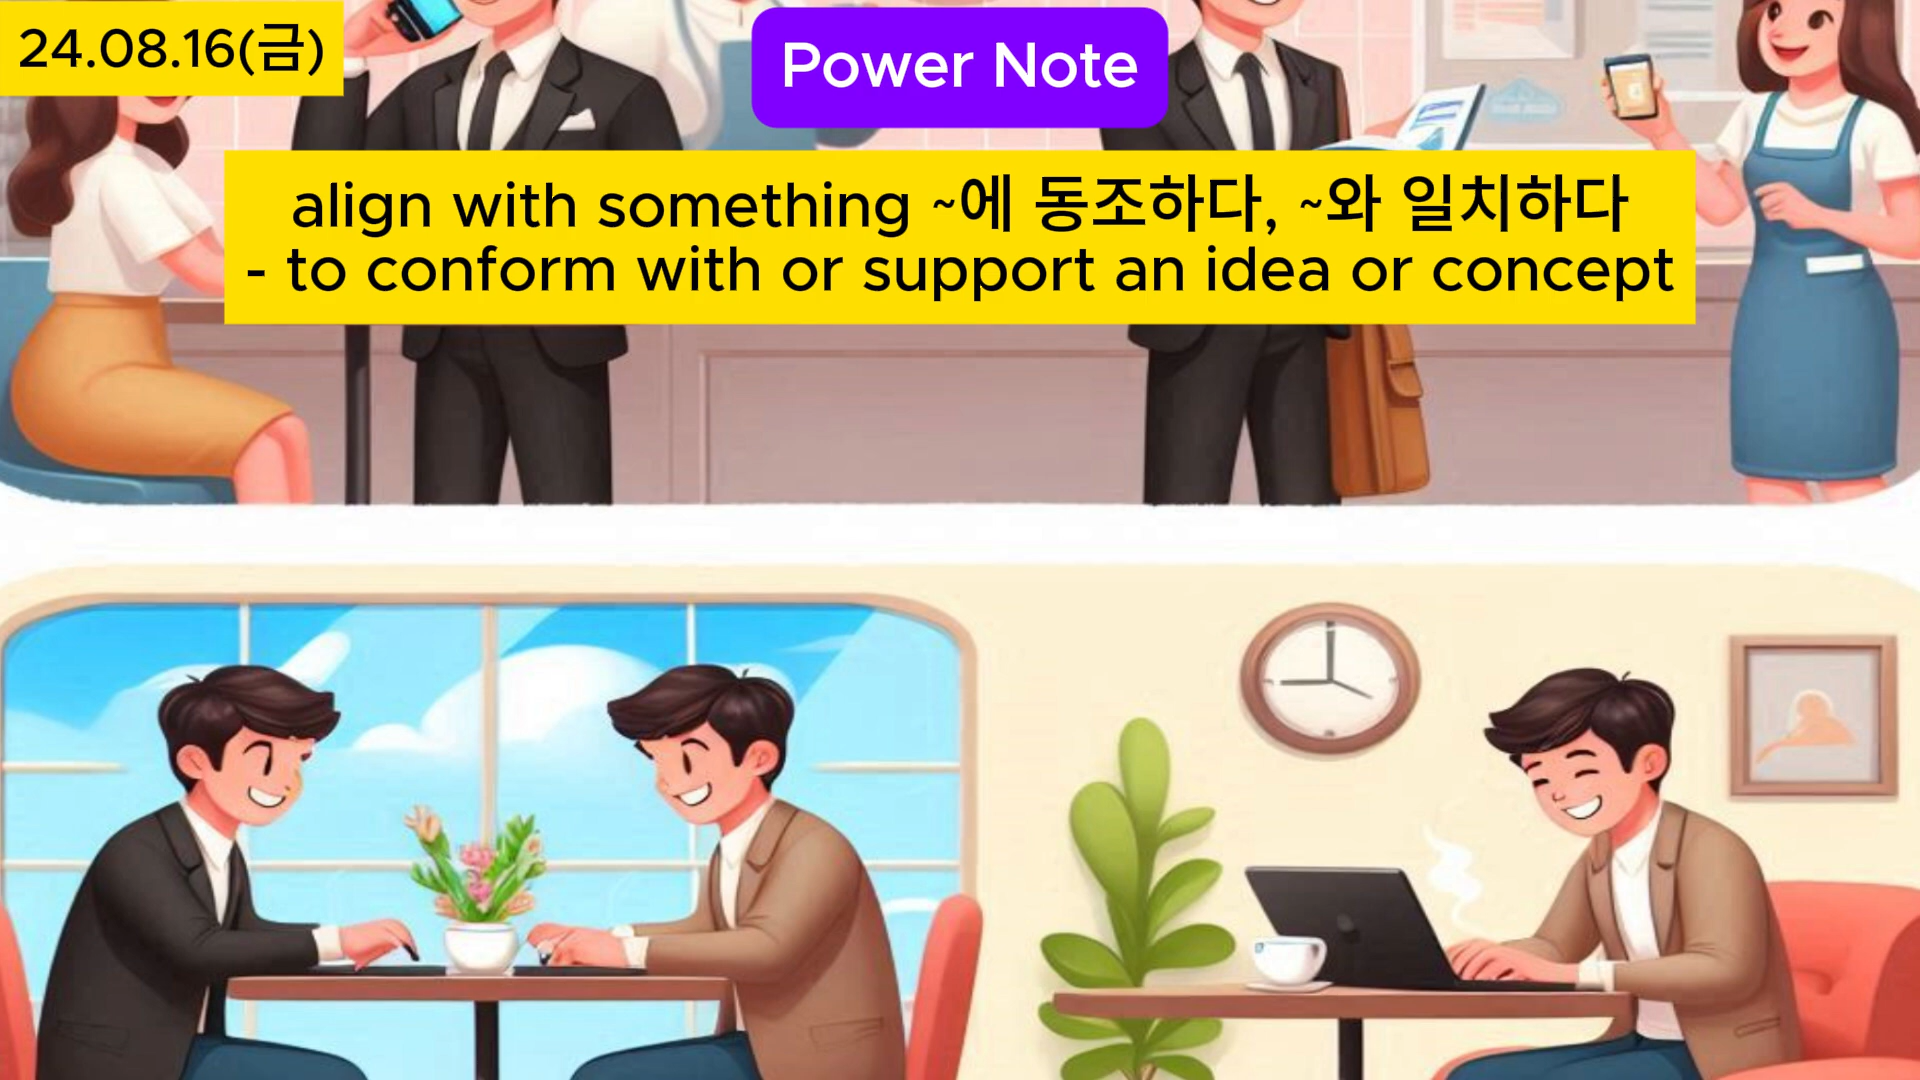 24.08.16(금)
Power Note
align with something ~에 동조하다, ~와 일치하다
- to conform with or support an idea or concept